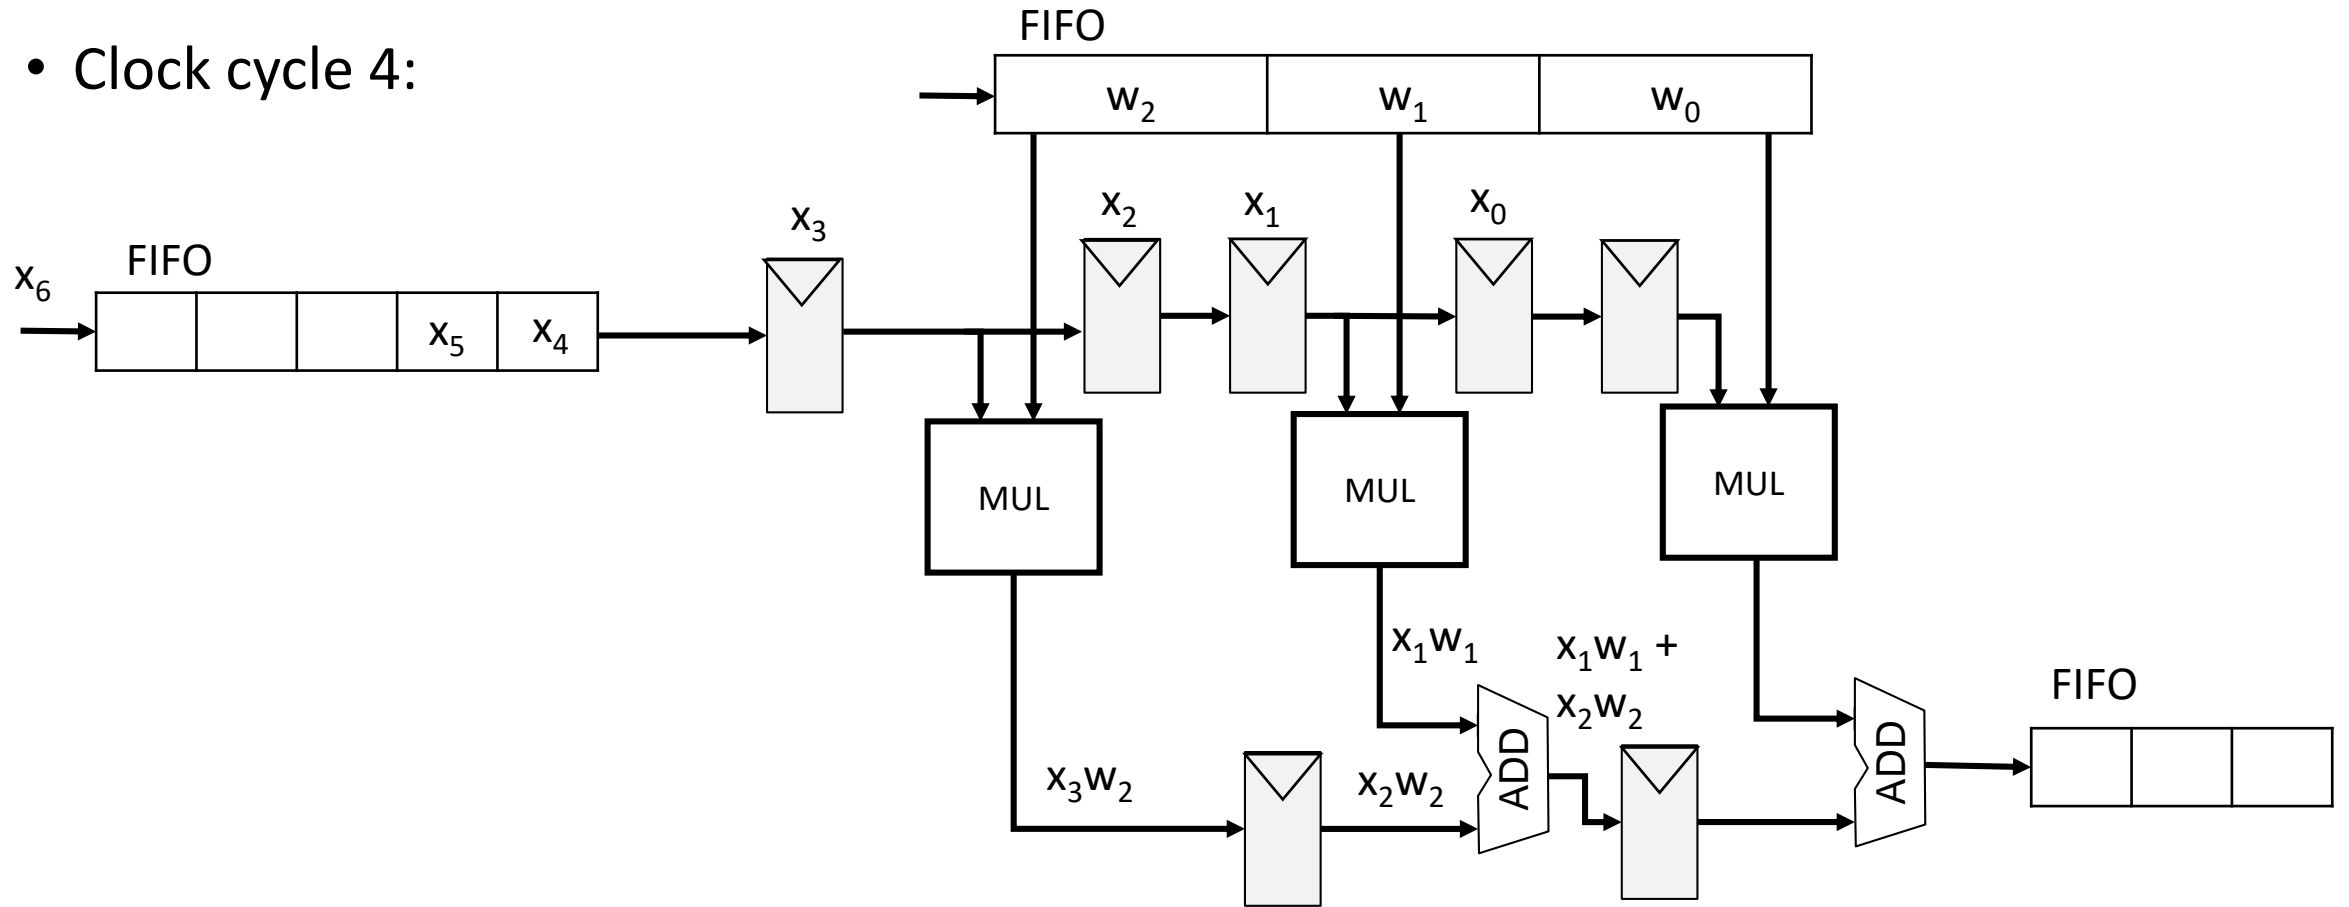 • Clock cycle 4:
FIFO
w₂ w₁ w₀
x₃ x₂ x₁ x₀
FIFO
x₆
x₅ x₄
MUL MUL MUL
x₁w₁
x₁w₁ +
x₂w₂
x₃w₂
x₂w₂
ADD
ADD
FIFO